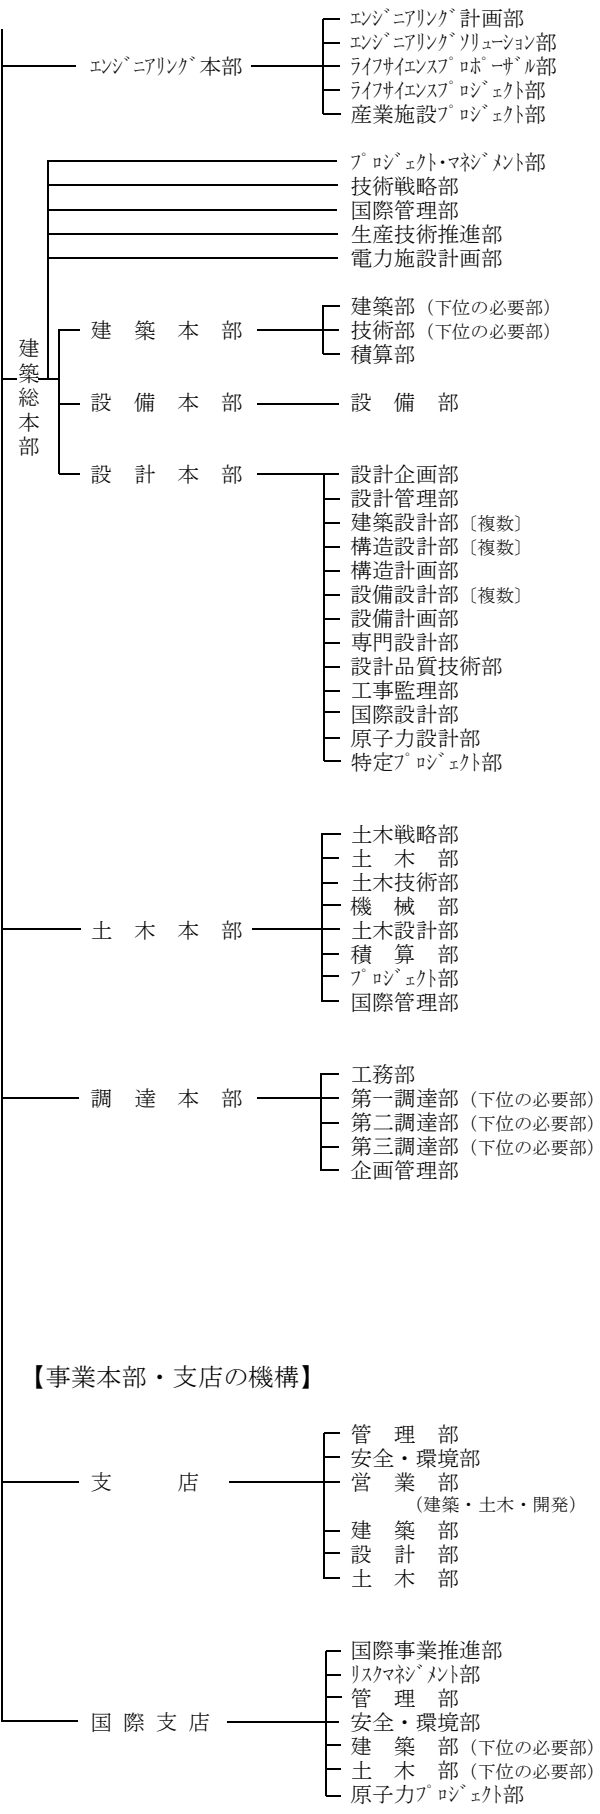 ｴﾝｼﾞﾆｱﾘﾝｸﾞ計画部
ｴﾝｼﾞﾆｱﾘﾝｸﾞｿﾘｭｰｼｮﾝ部
ｴﾝｼﾞﾆｱﾘﾝｸﾞ本部
ﾗｲﾌｻｲｴﾝｽﾌﾟﾛﾎﾟｰｻﾞﾙ部
ﾗｲﾌｻｲｴﾝｽﾌﾟﾛｼﾞｪｸﾄ部
産業施設ﾌﾟﾛｼﾞｪｸﾄ部
建築総本部
ﾌﾟﾛｼﾞｪｸﾄ・ﾏﾈｼﾞﾒﾝﾄ部
技術戦略部
国際管理部
生産技術推進部
電力施設計画部
建築本部
建築部（下位の必要部）
技術部（下位の必要部）
積算部
設備本部
設備部
設計本部
設計企画部
設計管理部
建築設計部〔複数〕
構造設計部〔複数〕
構造計画部
設備設計部〔複数〕
設備計画部
専門設計部
設計品質技術部
工事監理部
国際設計部
原子力設計部
特定ﾌﾟﾛｼﾞｪｸﾄ部
土木本部
土木戦略部
土木部
土木技術部
機械部
土木設計部
積算部
ﾌﾟﾛｼﾞｪｸﾄ部
国際管理部
調達本部
工務部
第一調達部（下位の必要部）
第二調達部（下位の必要部）
第三調達部（下位の必要部）
企画管理部
【事業本部・支店の機構】
支店
管理部
安全・環境部
営業部
（建築・土木・開発）
建築部
設計部
土木部
国際支店
国際事業推進部
ﾘｽｸﾏﾈｼﾞﾒﾝﾄ部
管理部
安全・環境部
建築部（下位の必要部）
土木部（下位の必要部）
原子力ﾌﾟﾛｼﾞｪｸﾄ部